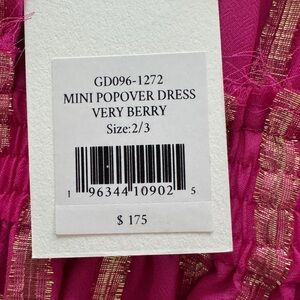 GD096-1272
MINI POPOVER DRESS
VERY BERRY
Size:2/3
1 96344 10902 5
$ 175